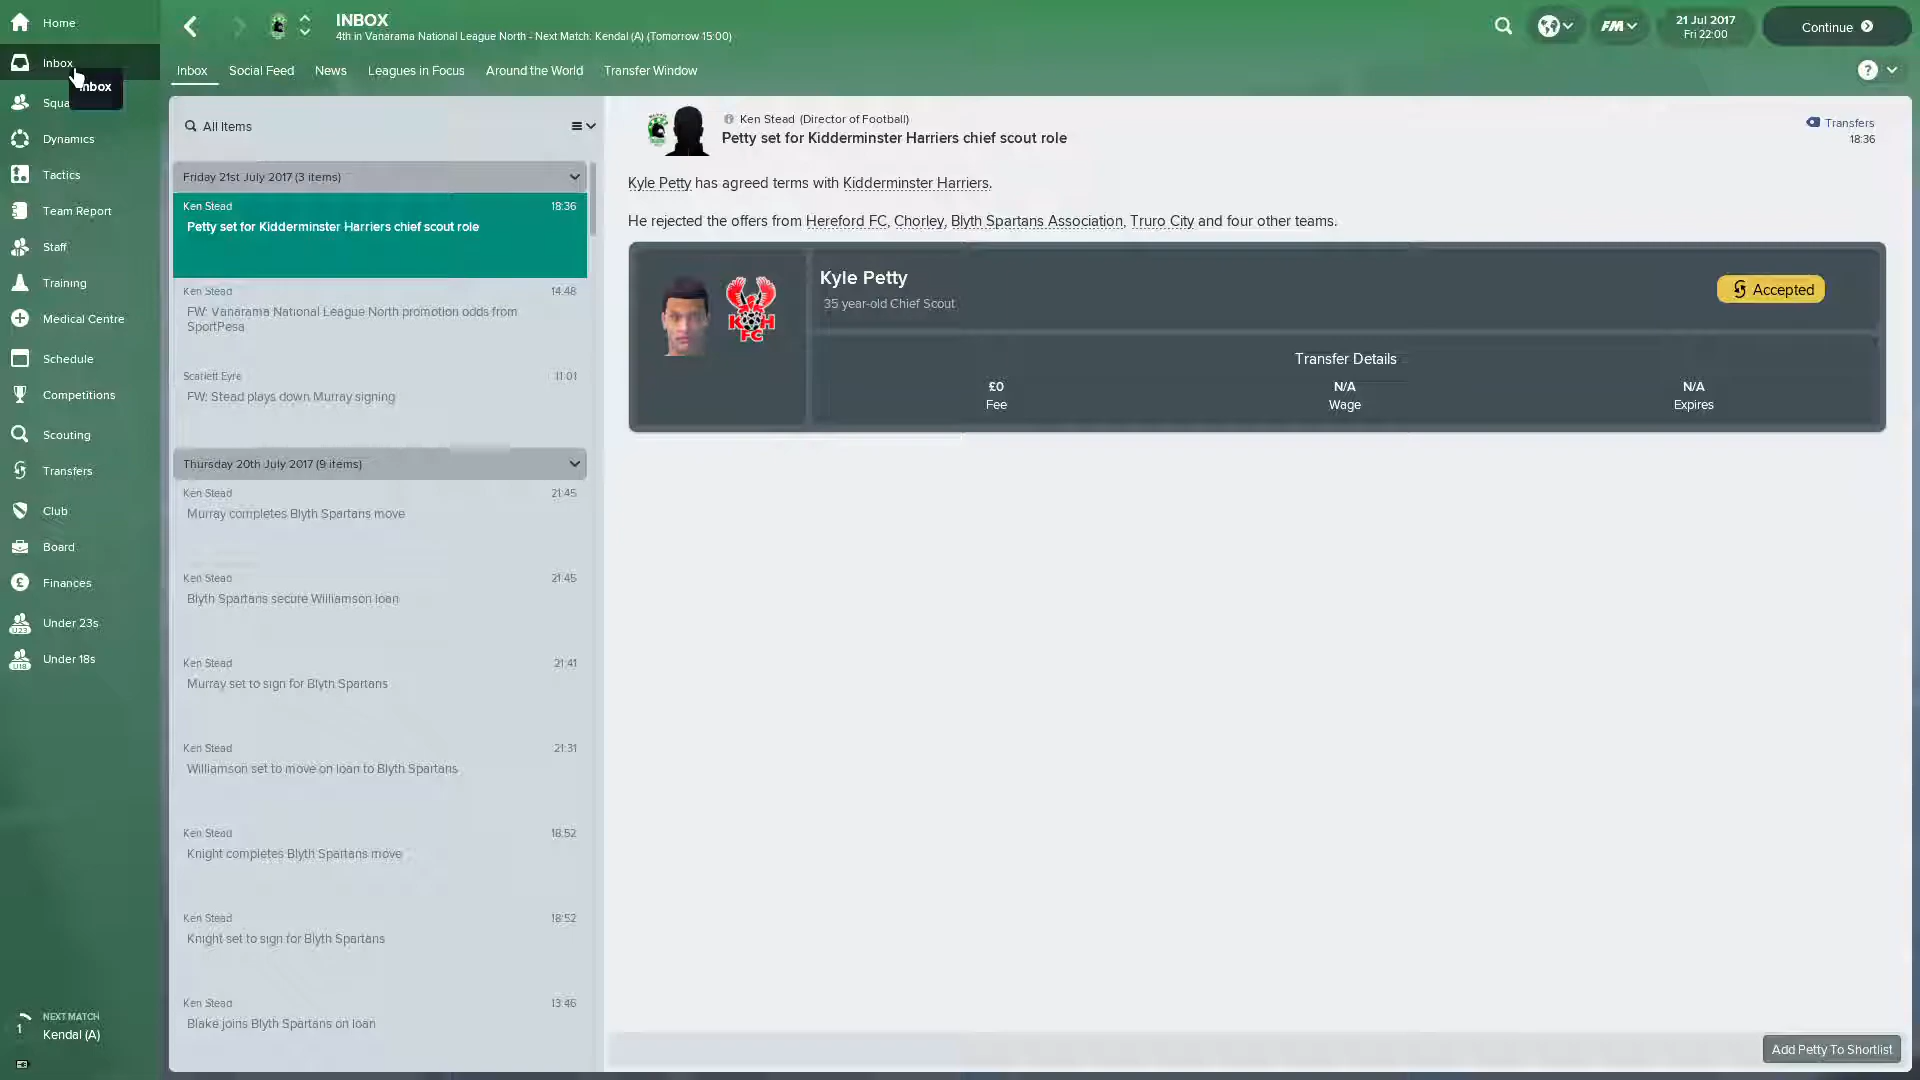 Home
Inbox
Inbox
Squa
Dynamics
Tactics
Team Report
Staff
Training
Medical Centre
Schedule
Competitions
Scouting
Transfers
Club
Board
Finances
Under 23s
Under 18s
1
NEXT MATCH
Kendal (A)
INBOX
4th in Vanarama National League North - Next Match: Kendal (A) (Tomorrow 15:00)
FM
21 Jul 2017
Fri 22:00
Continue
Inbox Social Feed News Leagues in Focus Around the World Transfer Window
?
All Items
Friday 21st July 2017 (3 items)
Ken Stead 18:36
Petty set for Kidderminster Harriers chief scout role
Ken Stead 14:48
FW: Vanarama National League North promotion odds from
SportPesa
Scarlett Eyre 11:01
FW: Stead plays down Murray signing
Thursday 20th July 2017 (9 items)
Ken Stead 21:45
Murray completes Blyth Spartans move
Ken Stead 21:45
Blyth Spartans secure Williamson loan
Ken Stead 21:41
Murray set to sign for Blyth Spartans
Ken Stead 21:31
Williamson set to move on loan to Blyth Spartans
Ken Stead 18:52
Knight completes Blyth Spartans move
Ken Stead 18:52
Knight set to sign for Blyth Spartans
Ken Stead 13:46
Blake joins Blyth Spartans on loan
Ken Stead (Director of Football)
Petty set for Kidderminster Harriers chief scout role
Transfers
18:36
Kyle Petty has agreed terms with Kidderminster Harriers.
He rejected the offers from Hereford FC, Chorley, Blyth Spartans Association, Truro City and four other teams.
KH
FC
Kyle Petty
35 year-old Chief Scout
Accepted
Transfer Details
£0 N/A N/A
Fee Wage Expires
Add Petty To Shortlist